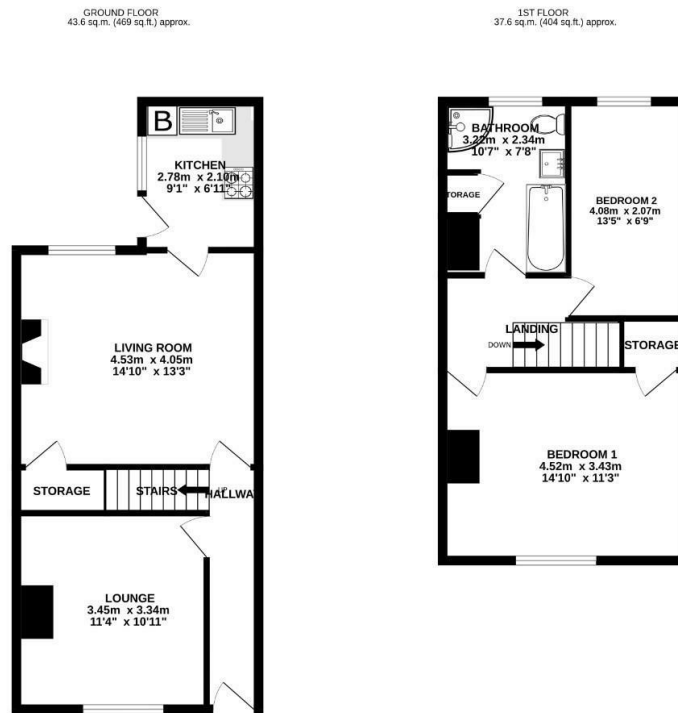 GROUND FLOOR
43.6 sq.m. (469 sq.ft.) approx.
B
KITCHEN
2.78m x 2.10m
9'1" x 6'11"
LIVING ROOM
4.53m x 4.05m
14'10" x 13'3"
STORAGE
STAIRS
UP
HALLWA
LOUNGE
3.45m x 3.34m
11'4" x 10'11"
1ST FLOOR
37.6 sq.m. (404 sq.ft.) approx.
BATHROOM
3.22m x 2.34m
10'7" x 7'8"
TORAGE
BEDROOM 2
4.08m x 2.07m
13'5" x 6'9"
LANDING
DOWN
STORAGE
BEDROOM 1
4.52m x 3.43m
14'10" x 11'3"